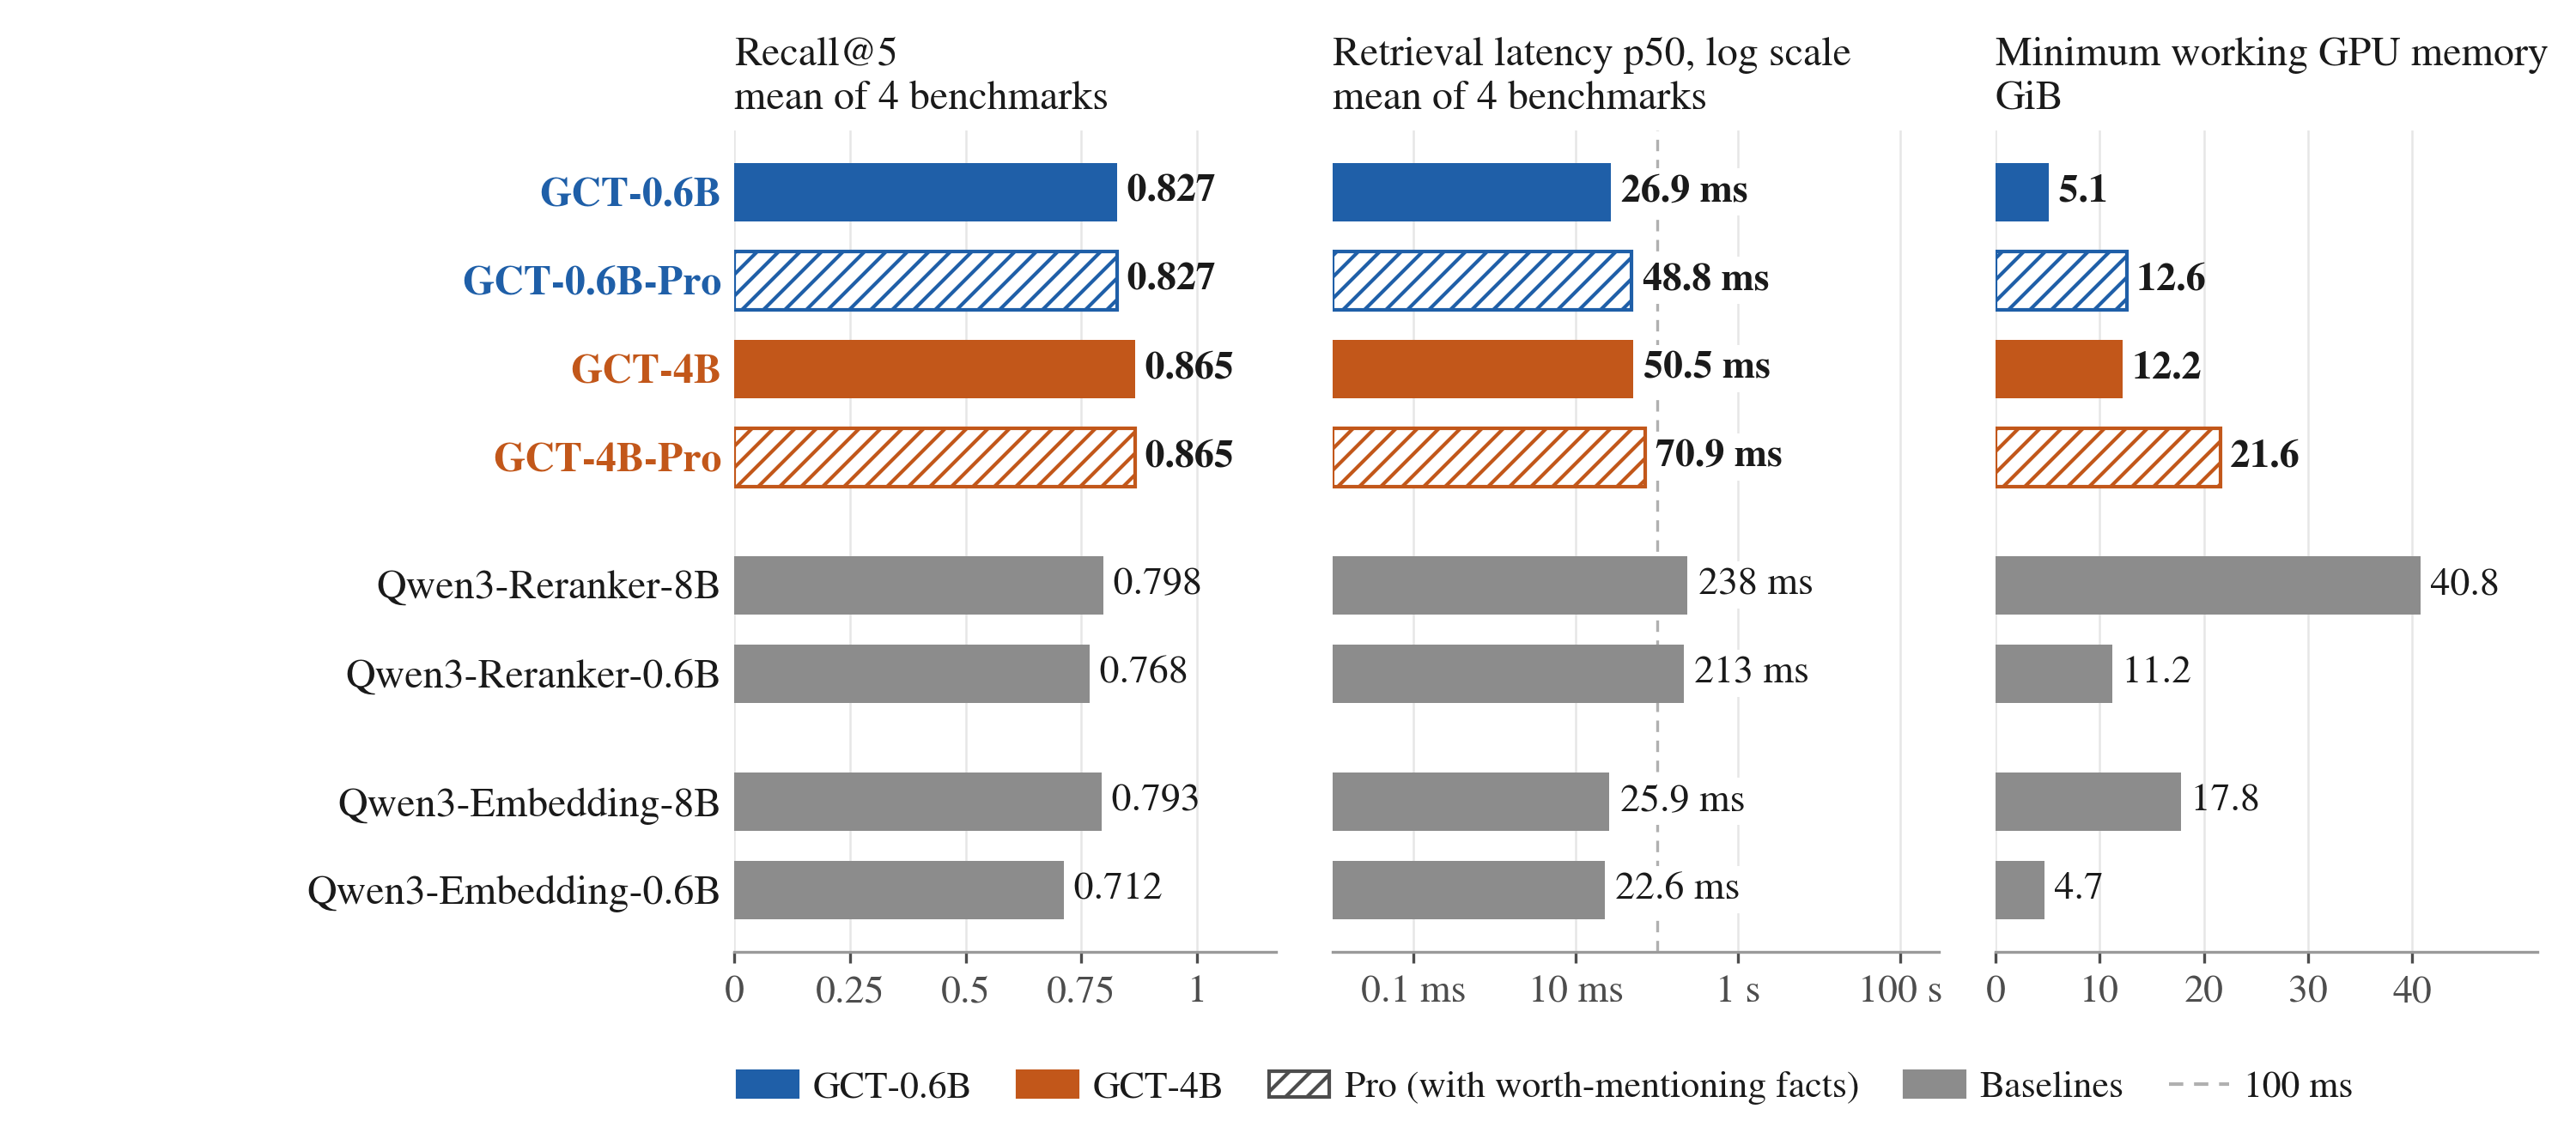 Recall@5
mean of 4 benchmarks
Retrieval latency p50, log scale
mean of 4 benchmarks
Minimum working GPU memory
GiB
GCT-0.6B 0.827 26.9 ms 5.1
GCT-0.6B-Pro 0.827 48.8 ms 12.6
GCT-4B 0.865 50.5 ms 12.2
GCT-4B-Pro 0.865 70.9 ms 21.6
Qwen3-Reranker-8B 0.798 238 ms 40.8
Qwen3-Reranker-0.6B 0.768 213 ms 11.2
Qwen3-Embedding-8B 0.793 25.9 ms 17.8
Qwen3-Embedding-0.6B 0.712 22.6 ms 4.7
0 0.25 0.5 0.75 1 0.1 ms 10 ms 1 s 100 s 0 10 20 30 40
GCT-0.6B GCT-4B Pro (with worth-mentioning facts) Baselines 100 ms